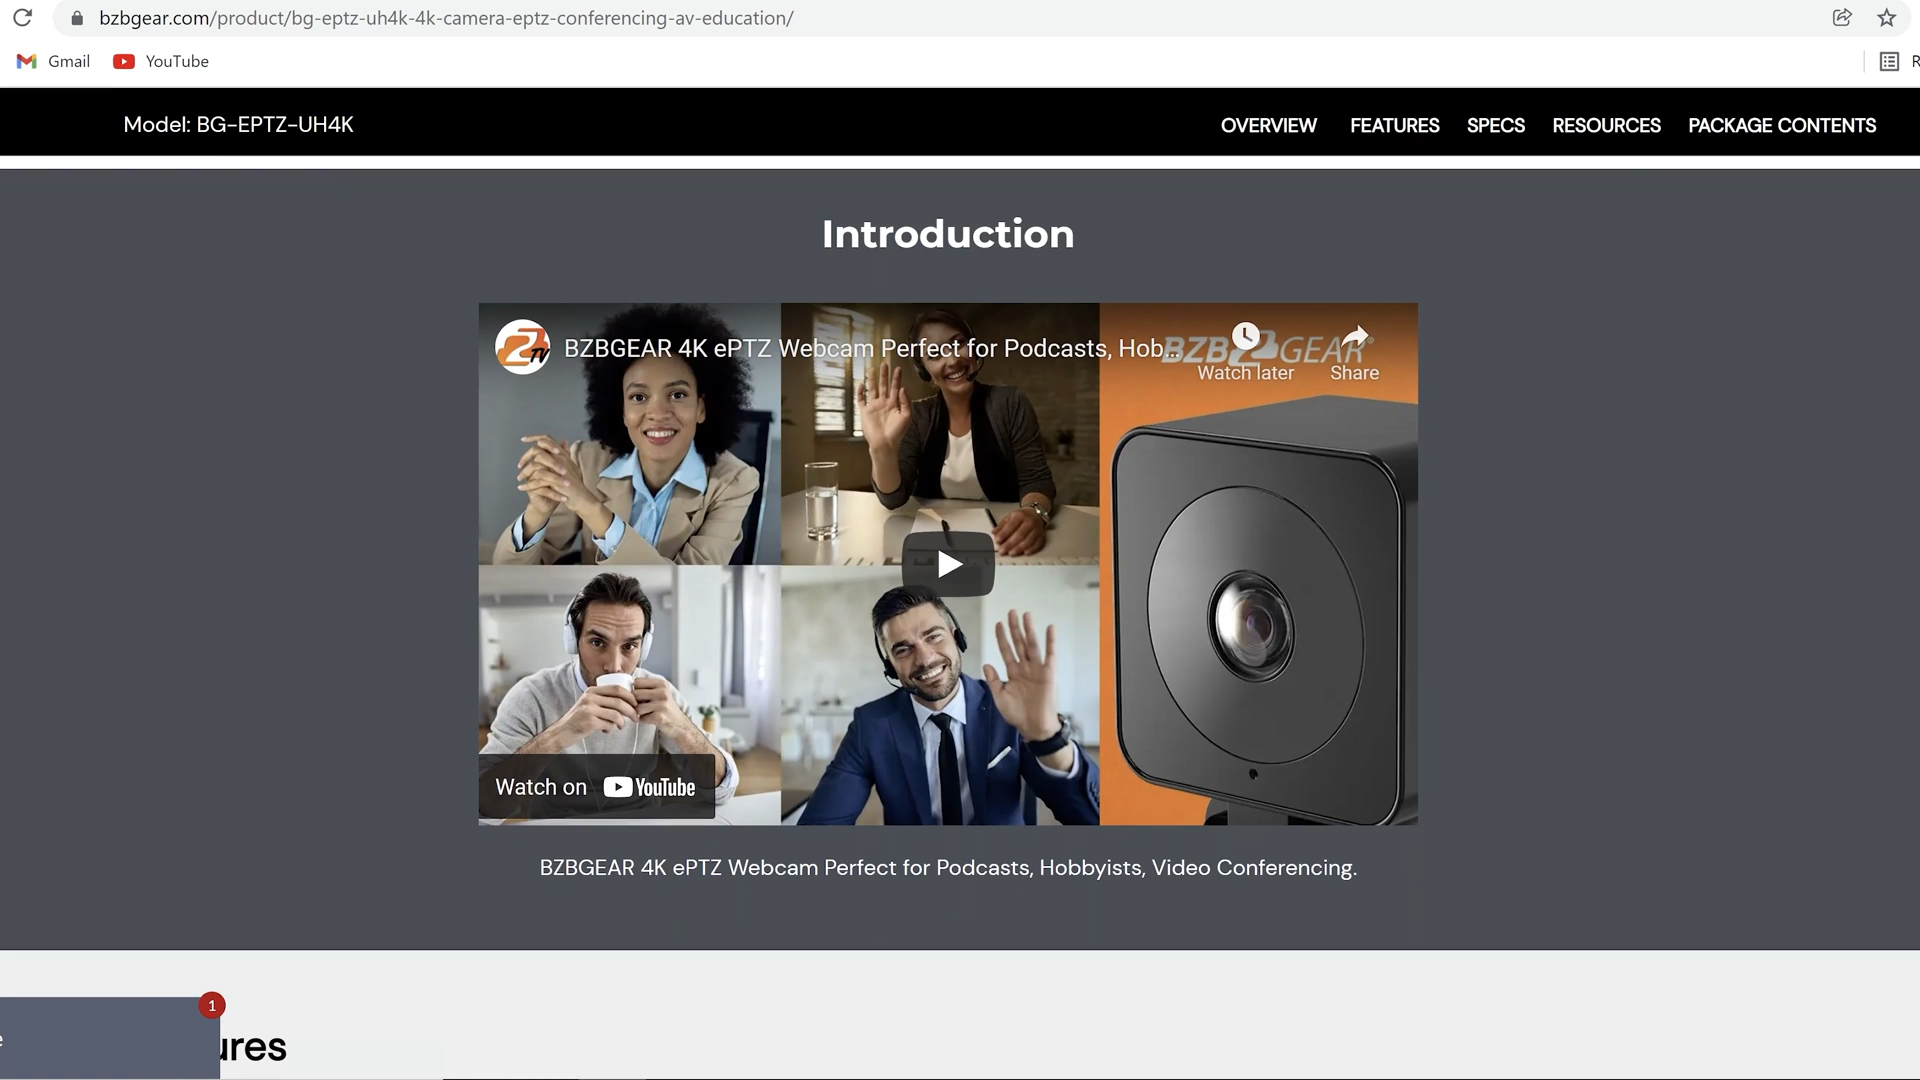 bzbgear.com/product/bg-eptz-uh4k-4k-camera-eptz-conferencing-av-education/
Gmail
YouTube
R
Model: BG-EPTZ-UH4K
OVERVIEW
FEATURES
SPECS
RESOURCES
PACKAGE CONTENTS
Introduction
2TV
BZBGEAR 4K ePTZ Webcam Perfect for Podcasts, Hob...
BZBGEAR®
Watch later
Share
Watch on YouTube
BZBGEAR 4K ePTZ Webcam Perfect for Podcasts, Hobbyists, Video Conferencing.
1
e
ures